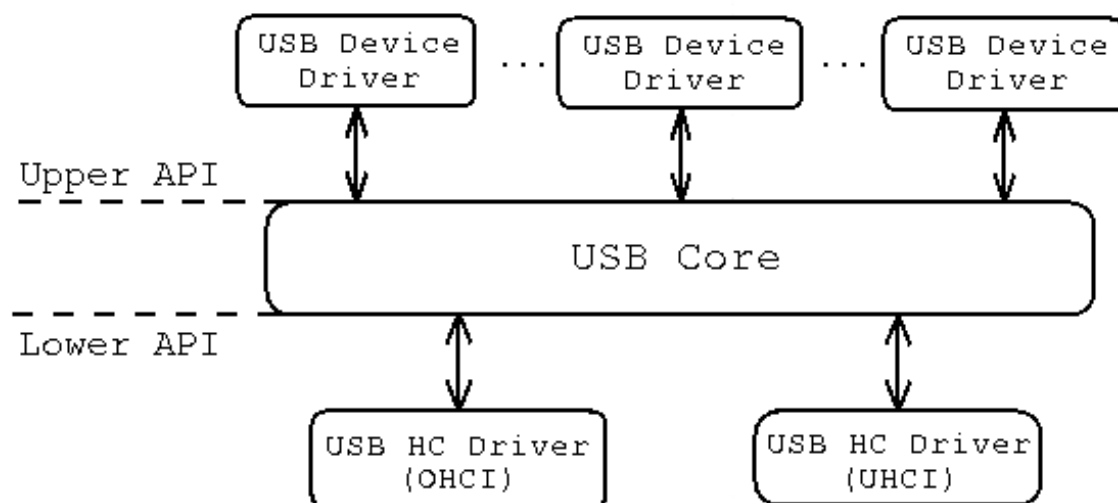 USB Device
Driver
...
USB Device
Driver
...
USB Device
Driver
Upper API
USB Core
Lower API
USB HC Driver
(OHCI)
USB HC Driver
(UHCI)